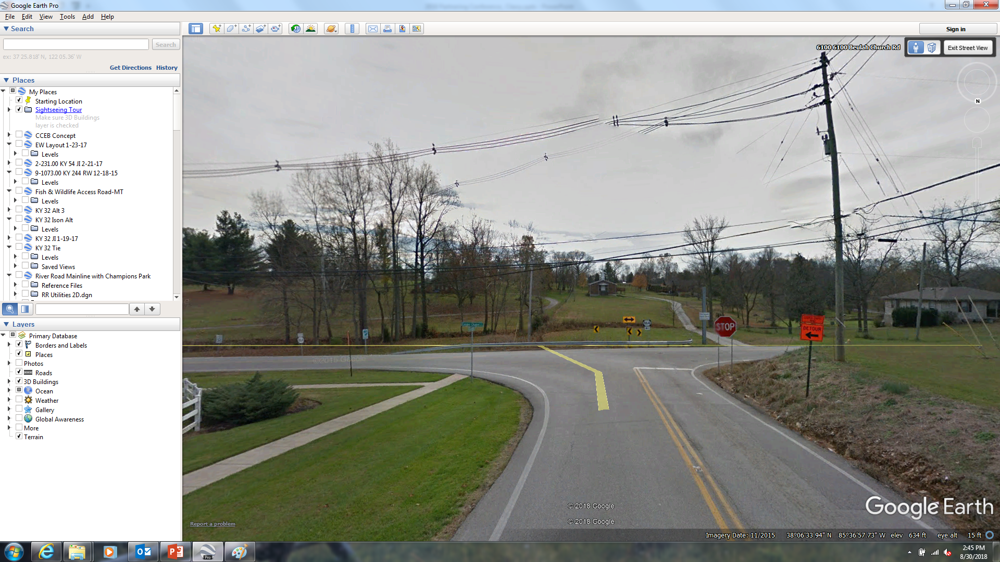 Google Earth Pro
File Edit View Tools Add Help
Search
Search
ex: 37 25.818' N, 122 05.36' W
Get Directions History
Places
My Places
Starting Location
Sightseeing Tour
Make sure 3D Buildings
layer is checked
CCEB Concept
EW Layout 1-23-17
Levels
2-231.00 KY 54 JI 2-21-17
9-1073.00 KY 244 RW 12-18-15
Levels
Fish & Wildlife Access Road-MT
Levels
KY 32 Alt 3
KY 32 Ison Alt
Levels
KY 32 JI 1-19-17
KY 32 Tie
Levels
Saved Views
River Road Mainline with Champions Park
Reference Files
RR Utilities 2D.dgn
Layers
Primary Database
Borders and Labels
Places
Photos
Roads
3D Buildings
Ocean
Weather
Gallery
Global Awareness
More
Terrain
Sign in
6100 6100 Beulah Church Rd
Exit Street View
N
STOP
DETOUR
©2015 Google
© 2018 Google
© 2018 Google
Google Earth
Report a problem
Imagery Date: 11/2015 38°06'33.94" N 85°36'57.73" W elev 634 ft eye alt 15 ft
Pro
2:45 PM
8/30/2018